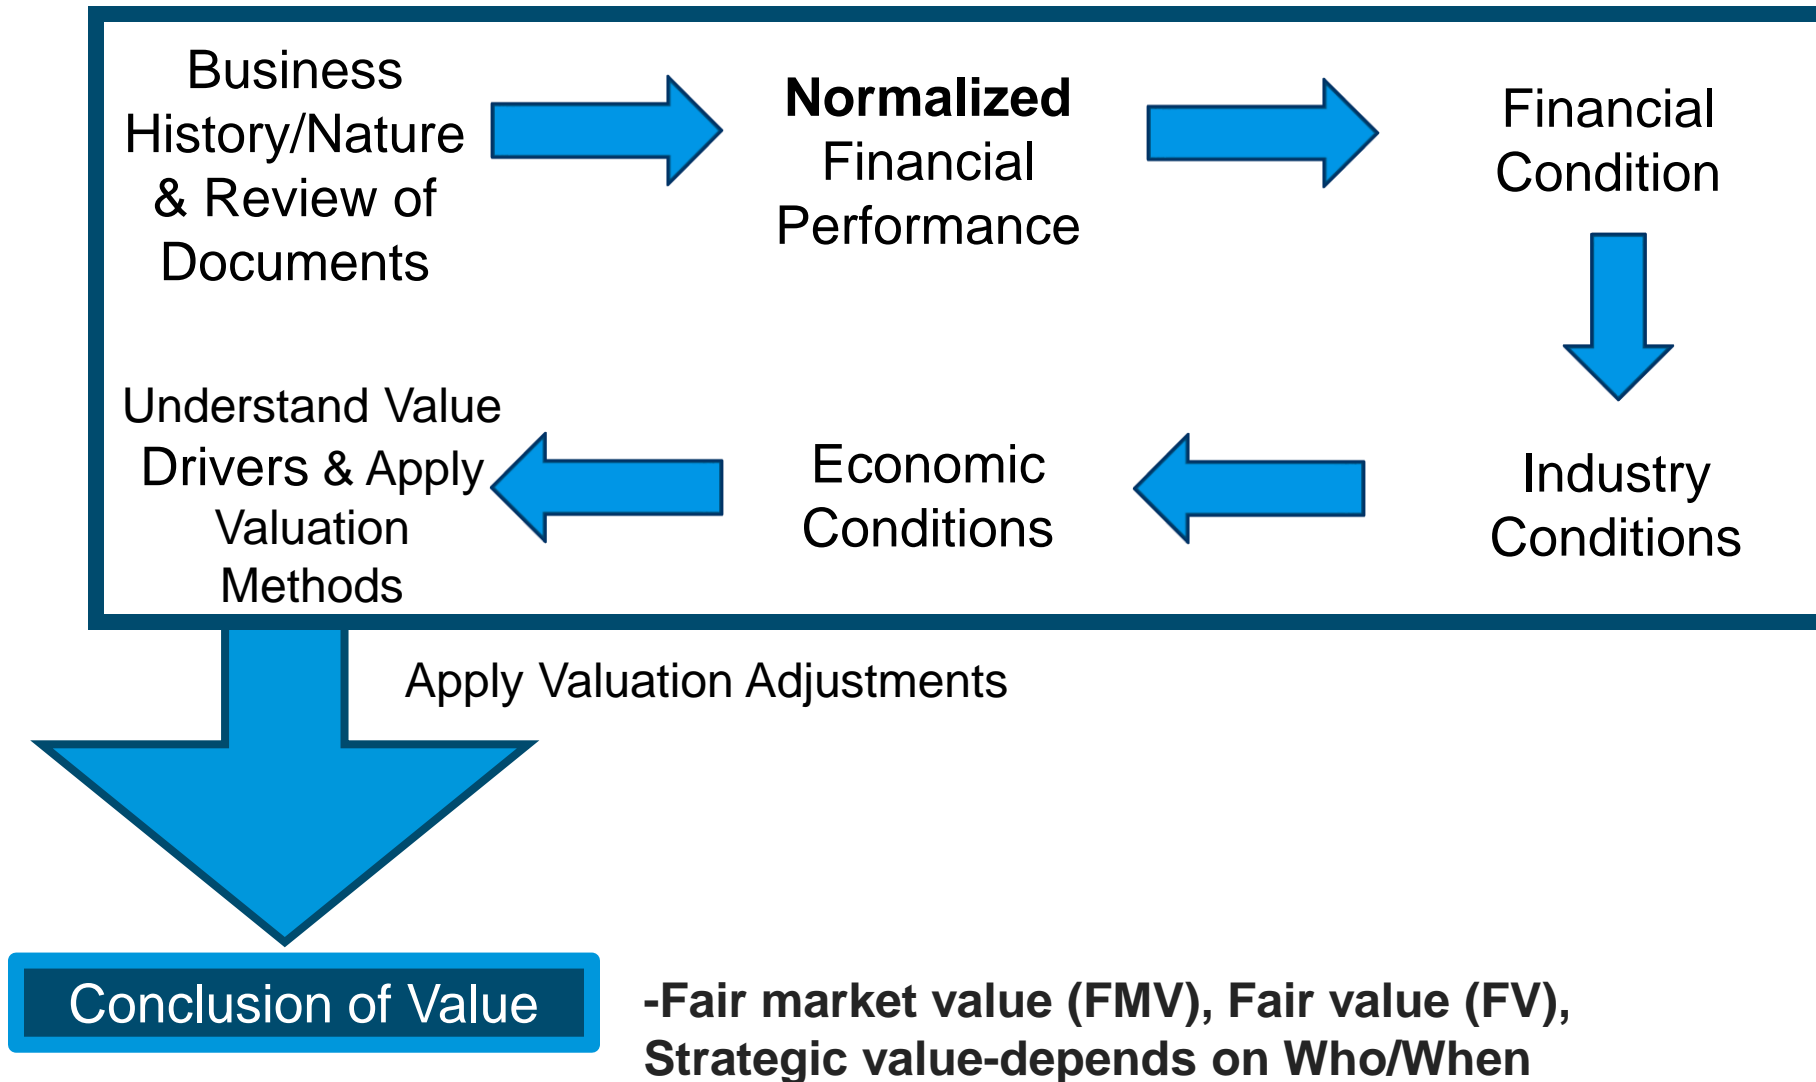 Business
History/Nature
& Review of
Documents
Normalized
Financial
Performance
Financial
Condition
Industry
Conditions
Economic
Conditions
Understand Value
Drivers & Apply
Valuation
Methods
Apply Valuation Adjustments
Conclusion of Value
-Fair market value (FMV), Fair value (FV),
Strategic value-depends on Who/When